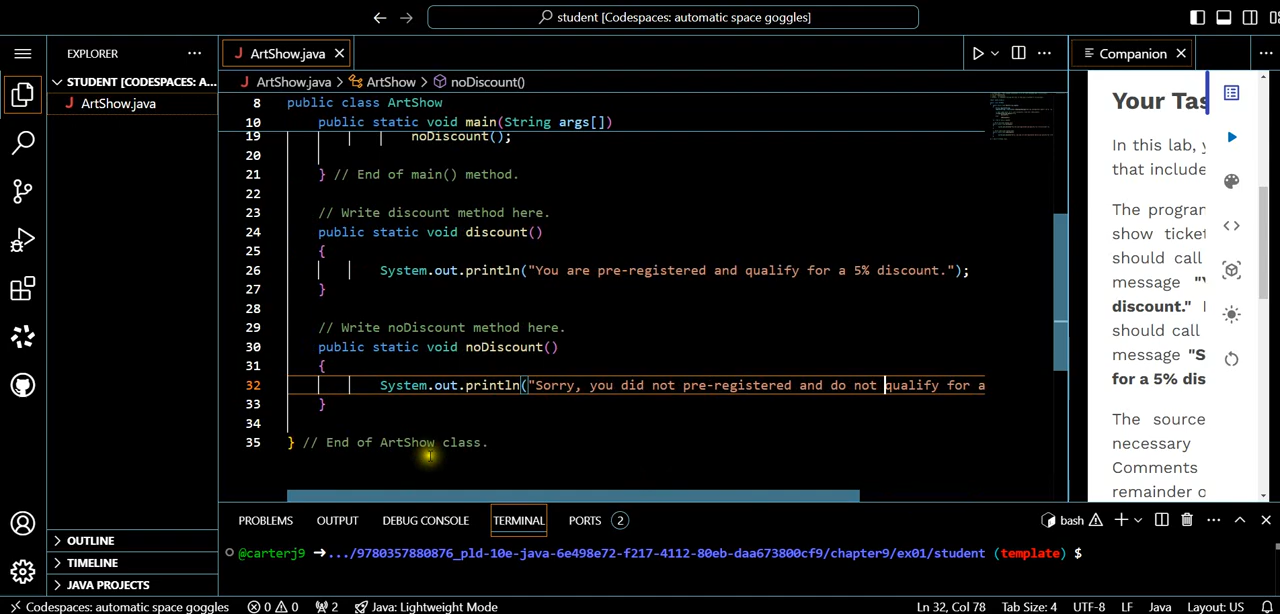 student [Codespaces: automatic space goggles]
EXPLORER
ArtShow.java
Companion
STUDENT [CODESPACES: A...
ArtShow.java
ArtShow.java > ArtShow > noDiscount()
8 public class ArtShow
10 public static void main(String args[])
19 noDiscount();
20
21 } // End of main() method.
22
23 // Write discount method here.
24 public static void discount()
25 {
26 System.out.println("You are pre-registered and qualify for a 5% discount.");
27 }
28
29 // Write noDiscount method here.
30 public static void noDiscount()
31 {
32 System.out.println("Sorry, you did not pre-registered and do not qualify for a
33 }
34
35 } // End of ArtShow class.
Your Tas
In this lab, y
that include
The progran
show ticket
should call
message "Y
discount."
should call
message "S
for a 5% dis
The source
necessary
Comments
remainder o
OUTLINE
TIMELINE
JAVA PROJECTS
PROBLEMS OUTPUT DEBUG CONSOLE TERMINAL PORTS 2
bash
@carterj9 →.../9780357880876_pld-10e-java-6e498e72-f217-4112-80eb-daa673800cf9/chapter9/ex01/student (template) $
Codespaces: automatic space goggles 0 0 2 Java: Lightweight Mode
Ln 32, Col 78 Tab Size: 4 UTF-8 LF Java Layout: US